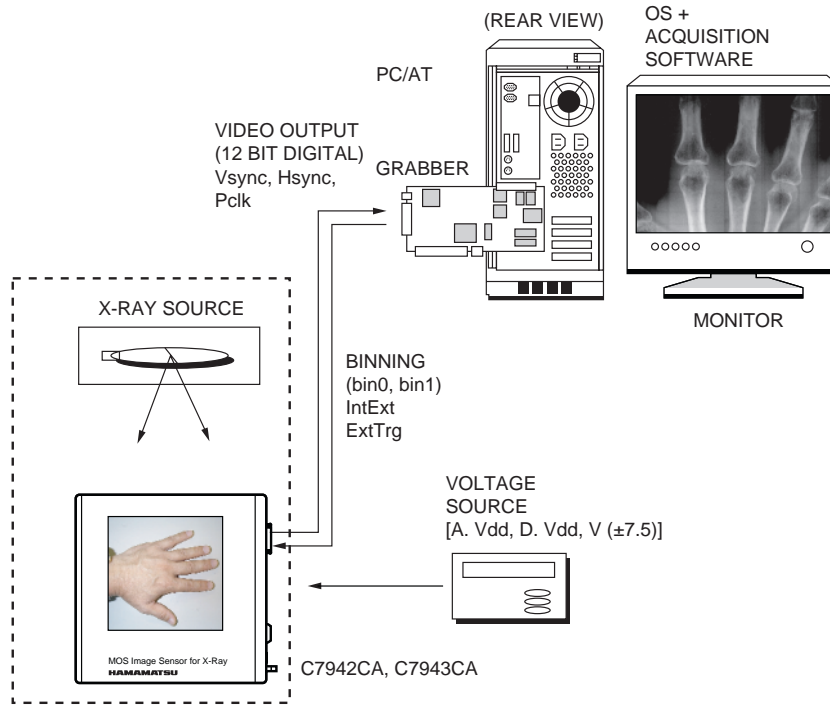 (REAR VIEW)
OS +
ACQUISITION
SOFTWARE
PC/AT
VIDEO OUTPUT
(12 BIT DIGITAL)
Vsync, Hsync,
Pclk
GRABBER
X-RAY SOURCE
MONITOR
BINNING
(bin0, bin1)
IntExt
ExtTrg
VOLTAGE
SOURCE
[A. Vdd, D. Vdd, V (±7.5)]
MOS Image Sensor for X-Ray
HAMAMATSU
C7942CA, C7943CA